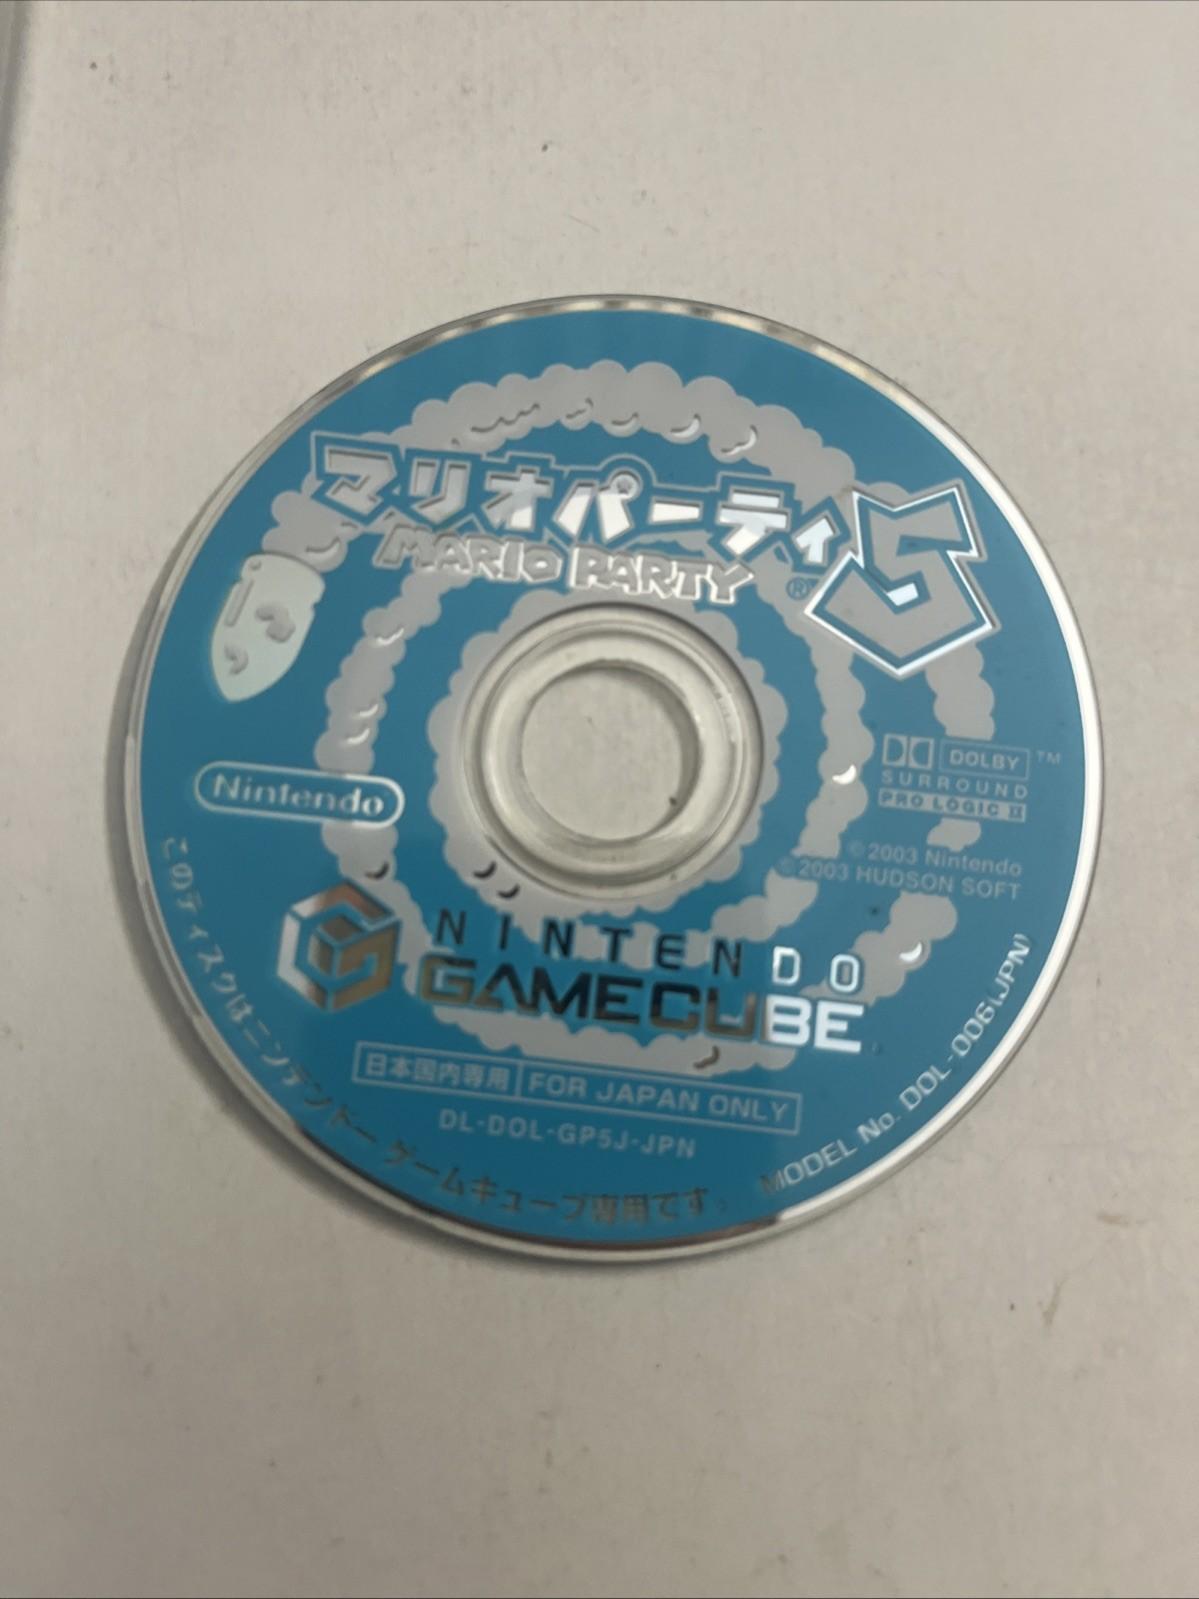 マリオパーティ5
MARIO PARTY®
Nintendo
DOLBY™
SURROUND
PRO LOGIC II
©2003 Nintendo
©2003 HUDSON SOFT
NINTENDO
GAMECUBE
日本国内専用 FOR JAPAN ONLY
DL-DOL-GP5J-JPN
このディスクはニンテンドーゲームキューブ専用です。
MODEL No. DOL-006(JPN)